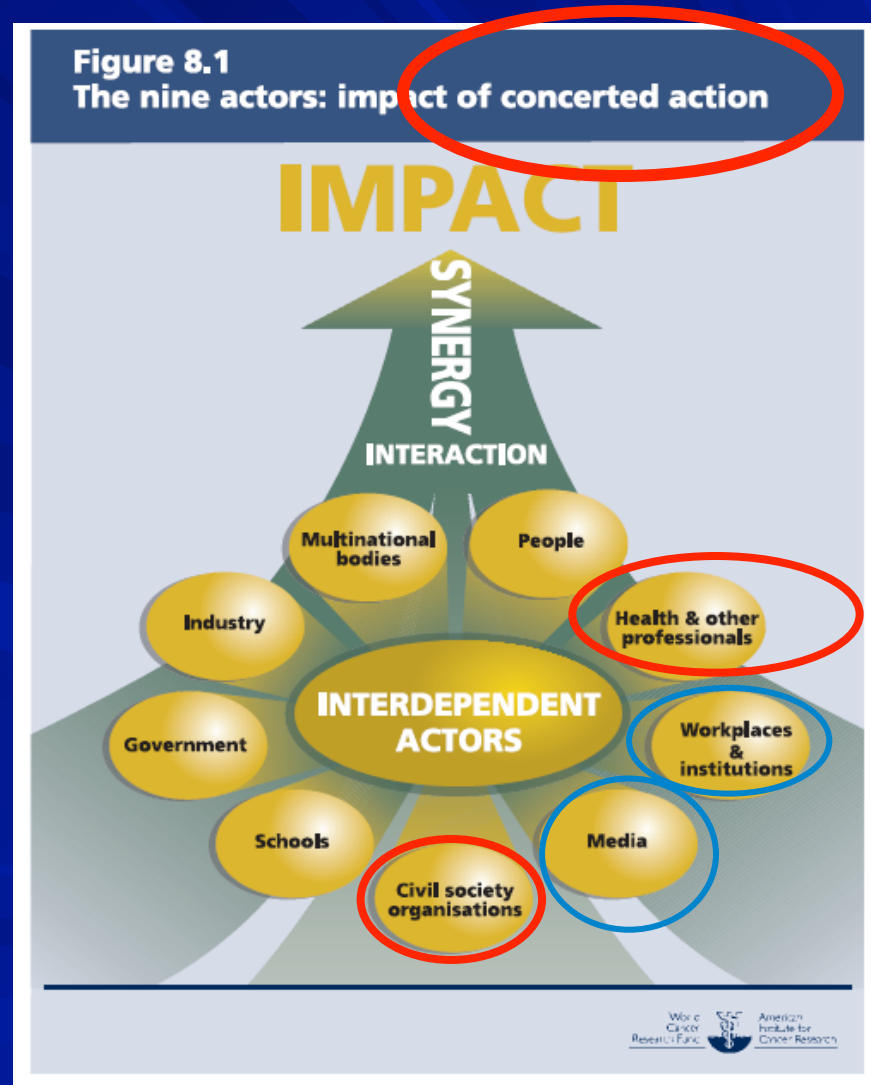 Figure 8.1
The nine actors: impact of concerted action
IMPACT
SYNERGY
INTERACTION
Multinational
bodies
People
Industry
Health & other
professionals
INTERDEPENDENT
ACTORS
Government
Workplaces
&
institutions
Schools
Media
Civil society
organisations
World
Cancer
Research Fund
American
Institute for
Cancer Research